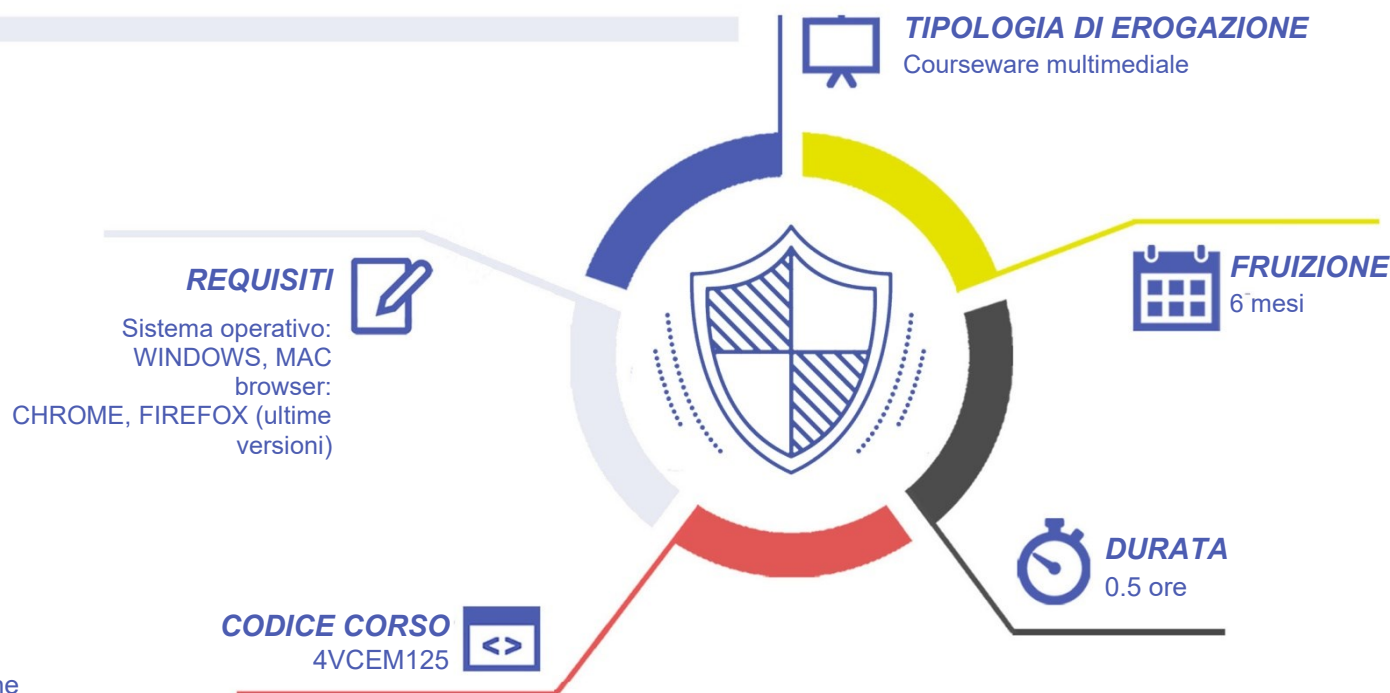 TIPOLOGIA DI EROGAZIONE
Courseware multimediale
REQUISITI
Sistema operativo:
WINDOWS, MAC
browser:
CHROME, FIREFOX (ultime
versioni)
FRUIZIONE
6 mesi
DURATA
0.5 ore
CODICE CORSO
4VCEM125
<>